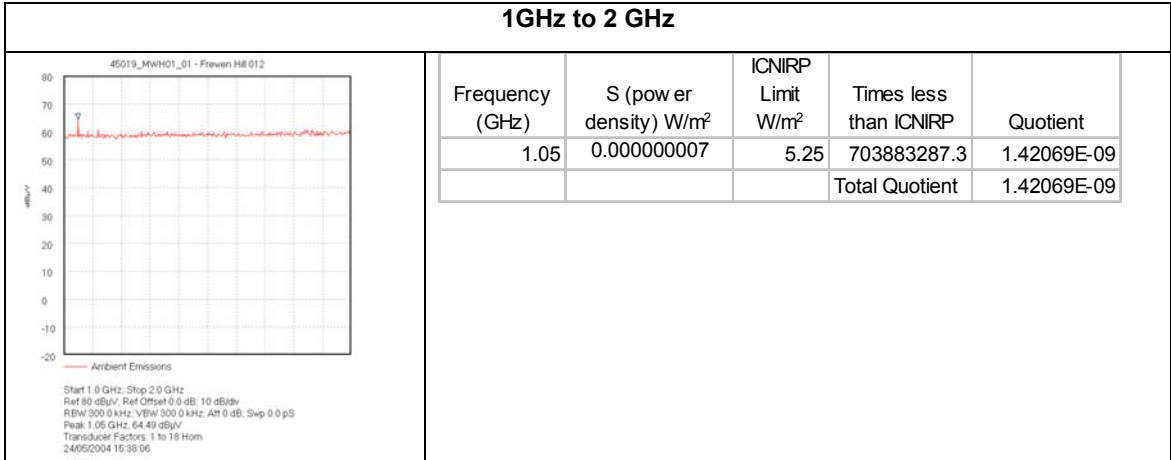 1GHz to 2 GHz
45019_MWH01_01 - Frewen Hill 012
80
70
60
50
40
30
20
10
0
-10
-20
dBµV
Ambient Emissions
Start 1.0 GHz; Stop 2.0 GHz
Ref 80 dBµV; Ref Offset 0.0 dB; 10 dB/div
RBW 300.0 kHz; VBW 300.0 kHz; Att 0 dB; Swp 0.0 pS
Peak 1.05 GHz, 64.49 dBµV
Transducer Factors: 1 to 18 Horn
24/05/2004 15:38:06
Frequency (GHz) S (pow er density) W/m² ICNIRP Limit W/m² Times less than ICNIRP Quotient
1.05 0.000000007 5.25 703883287.3 1.42069E-09
Total Quotient 1.42069E-09